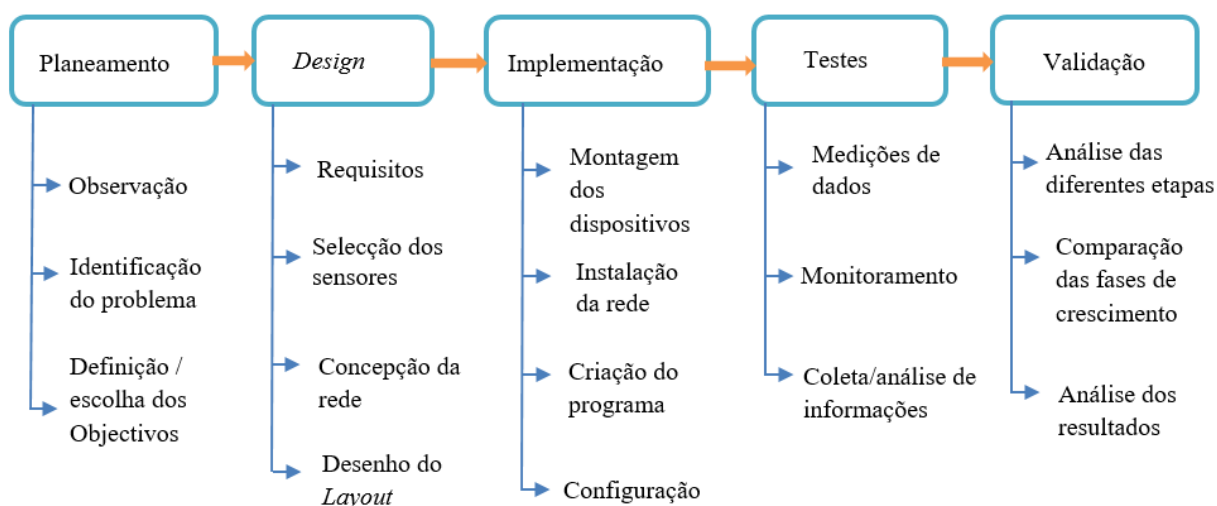 Planeamento
Design
Implementação
Testes
Validação
Observação
Identificação
do problema
Definição /
escolha dos
Objectivos
Requisitos
Selecção dos
sensores
Concepção da
rede
Desenho do
Layout
Montagem
dos
dispositivos
Instalação
da rede
Criação do
programa
Configuração
Medições de
dados
Monitoramento
Coleta/análise de
informações
Análise das
diferentes etapas
Comparação
das fases de
crescimento
Análise dos
resultados